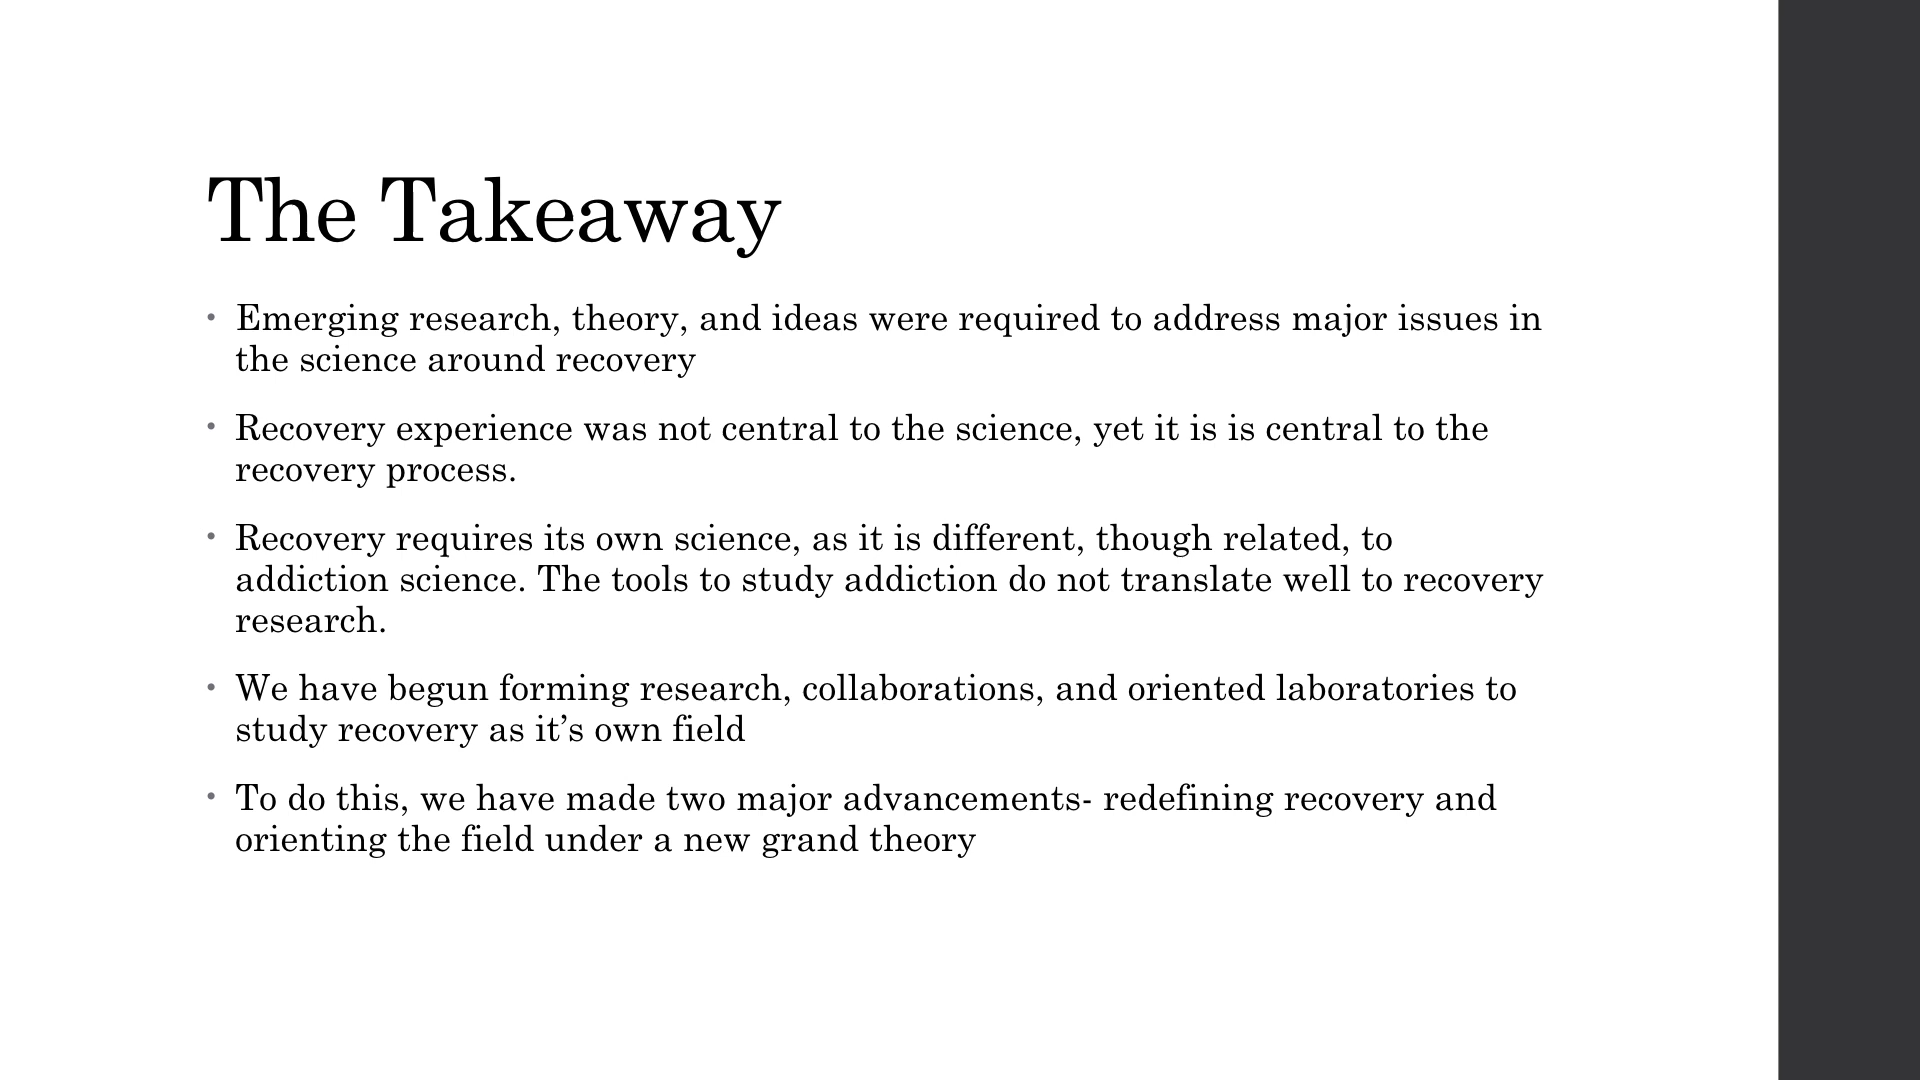 The Takeaway
• Emerging research, theory, and ideas were required to address major issues in
the science around recovery
• Recovery experience was not central to the science, yet it is is central to the
recovery process.
• Recovery requires its own science, as it is different, though related, to
addiction science. The tools to study addiction do not translate well to recovery
research.
• We have begun forming research, collaborations, and oriented laboratories to
study recovery as it’s own field
• To do this, we have made two major advancements- redefining recovery and
orienting the field under a new grand theory